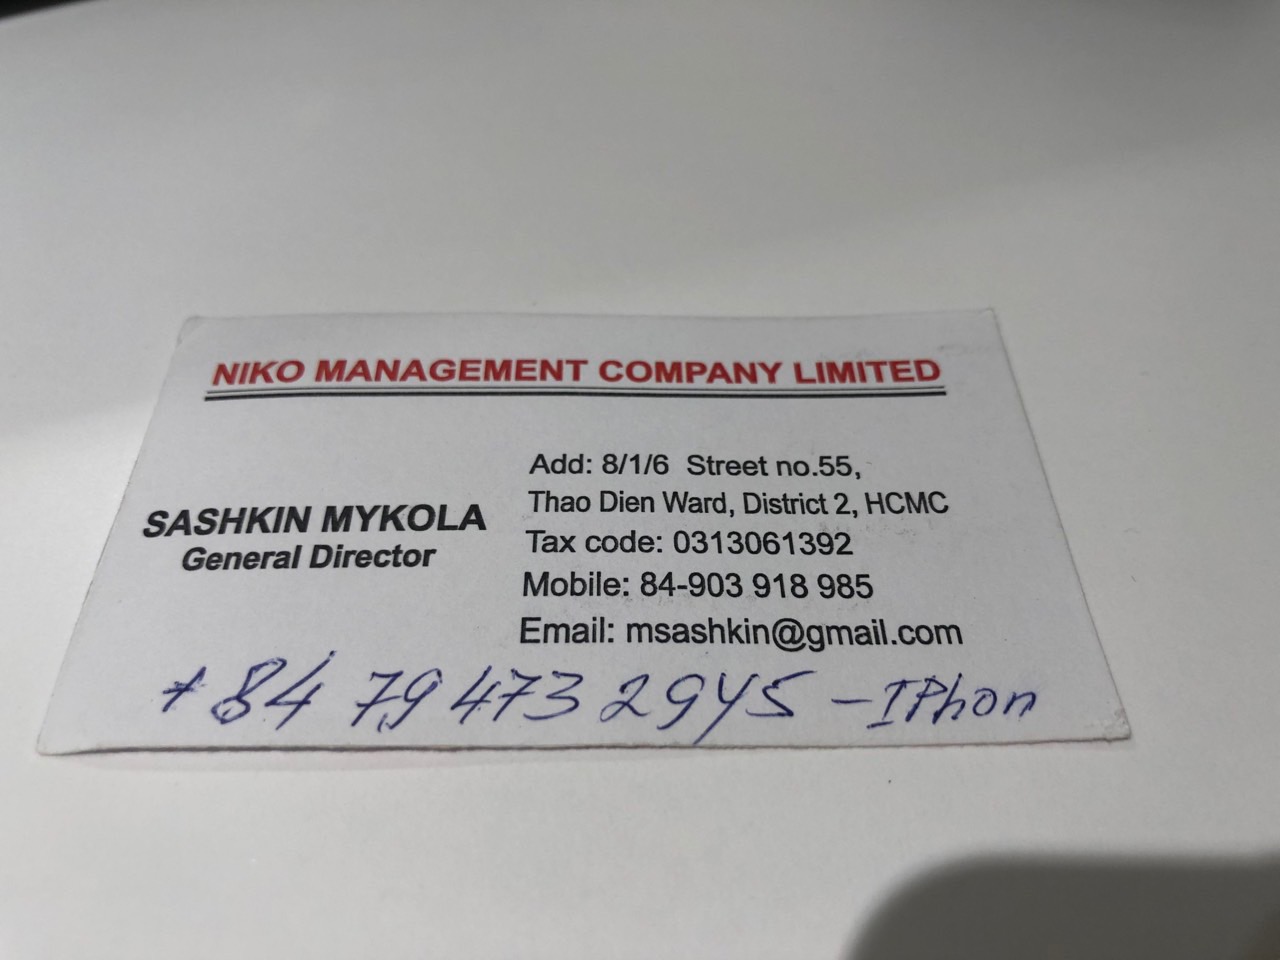 NIKO MANAGEMENT COMPANY LIMITED
SASHKIN MYKOLA
General Director
Add: 8/1/6 Street no.55,
Thao Dien Ward, District 2, HCMC
Tax code: 0313061392
Mobile: 84-903 918 985
Email: msashkin@gmail.com
+84 79 473 2945 - IPhon